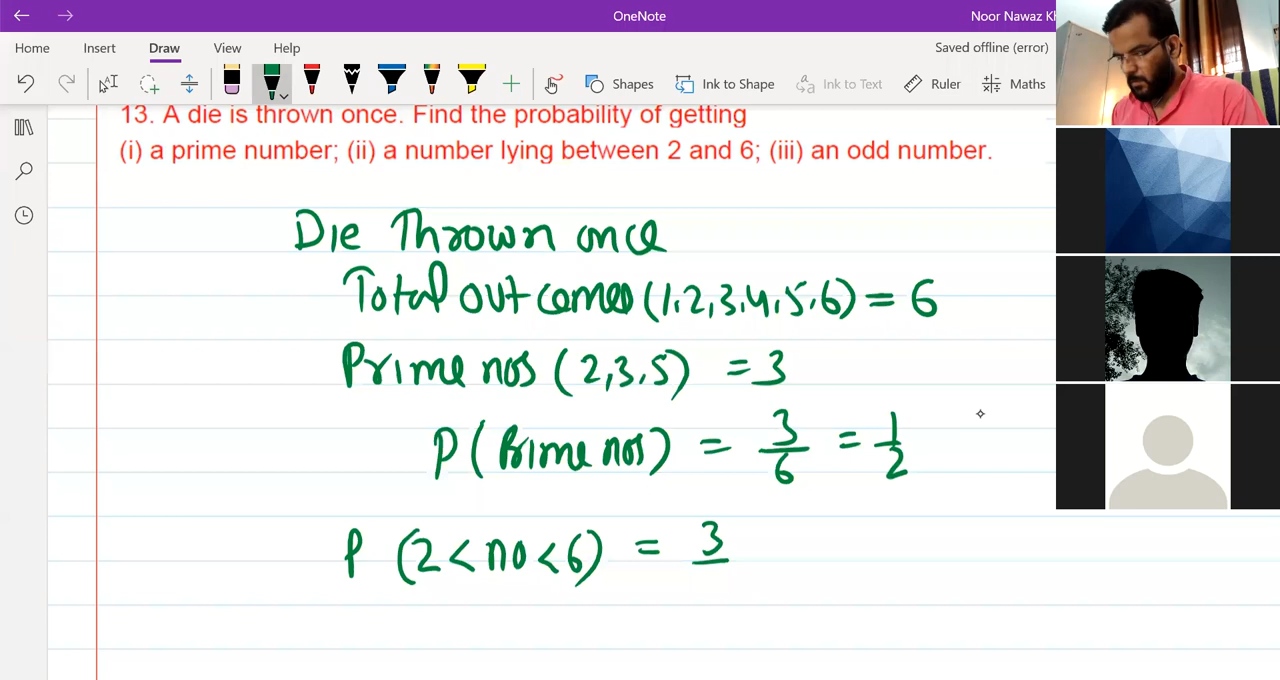 OneNote
Noor Nawaz Kh
Home Insert Draw View Help
Saved offline (error)
Shapes Ink to Shape Ink to Text Ruler Maths
13. A die is thrown once. Find the probability of getting
(i) a prime number; (ii) a number lying between 2 and 6; (iii) an odd number.
Die Thrown once
Total outcomes (1,2,3,4,5,6) = 6
Prime nos (2,3,5) = 3
P(Prime nos) = 3/6 = 1/2
P (2 < no < 6) = 3